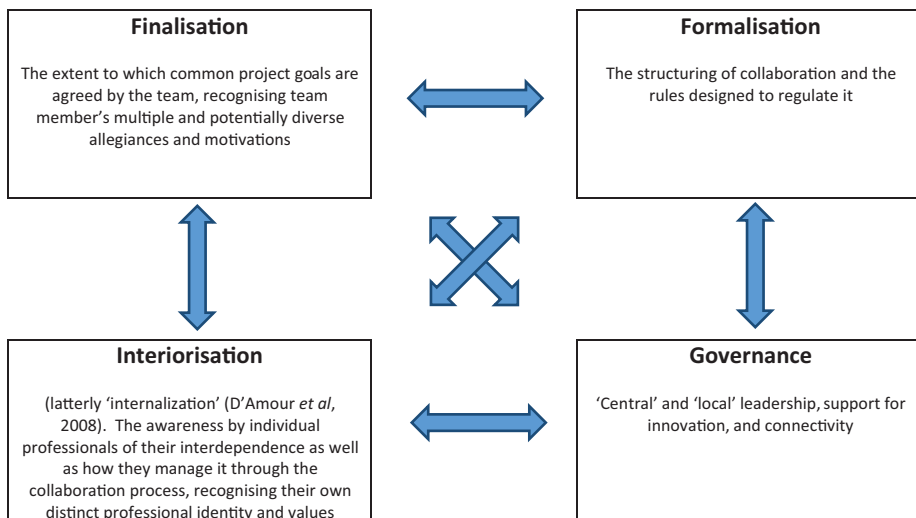 Finalisation
The extent to which common project goals are
agreed by the team, recognising team
member's multiple and potentially diverse
allegiances and motivations
Formalisation
The structuring of collaboration and the
rules designed to regulate it
Interiorisation
(latterly 'internalization' (D'Amour et al,
2008).  The awareness by individual
professionals of their interdependence as well
as how they manage it through the
collaboration process, recognising their own
distinct professional identity and values
Governance
'Central' and 'local' leadership, support for
innovation, and connectivity